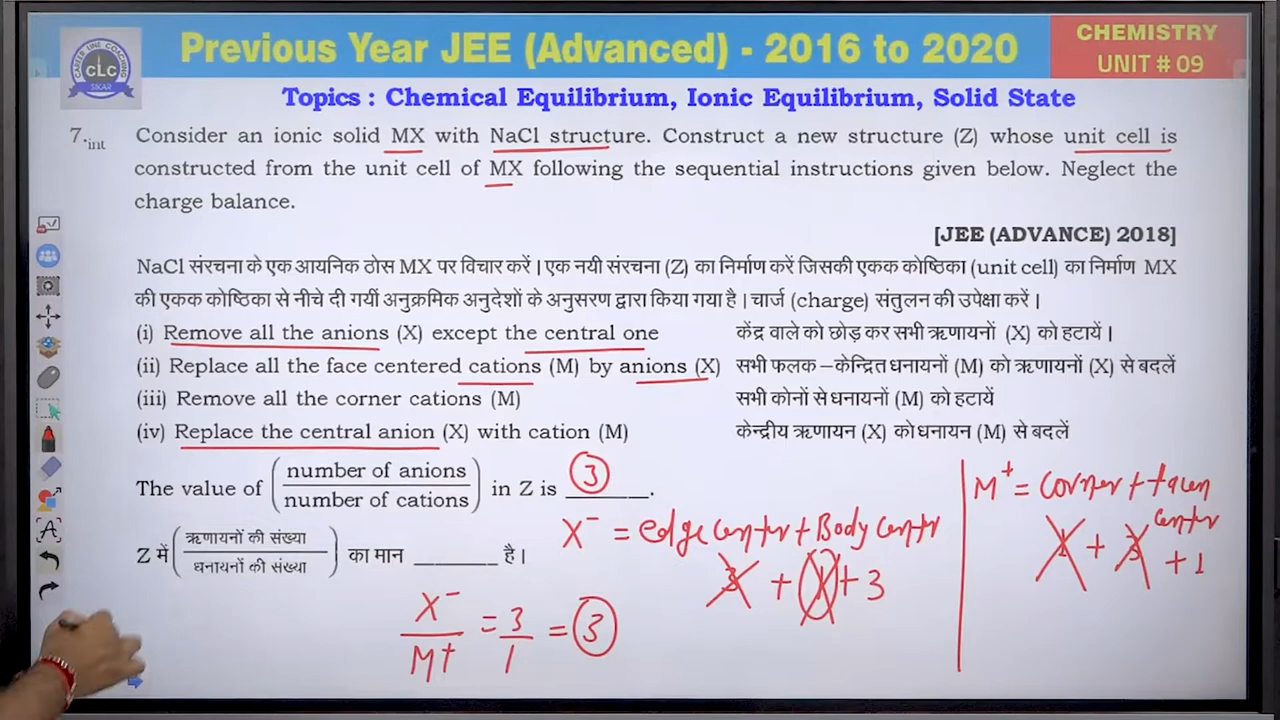 Previous Year JEE (Advanced) - 2016 to 2020
CHEMISTRY
UNIT # 09
CAREER LINE COACHING
CLC
SIKAR
Topics : Chemical Equilibrium, Ionic Equilibrium, Solid State
7.int Consider an ionic solid MX with NaCl structure. Construct a new structure (Z) whose unit cell is
constructed from the unit cell of MX following the sequential instructions given below. Neglect the
charge balance.
[JEE (ADVANCE) 2018]
NaCl संरचना के एक आयनिक ठोस MX पर विचार करें। एक नयी संरचना (Z) का निर्माण करें जिसकी एकक कोष्ठिका (unit cell) का निर्माण MX
की एकक कोष्ठिका से नीचे दी गयीं अनुक्रमिक अनुदेशों के अनुसरण द्वारा किया गया है। चार्ज (charge) संतुलन की उपेक्षा करें।
(i) Remove all the anions (X) except the central one केंद्र वाले को छोड़ कर सभी ऋणायनों (X) को हटायें।
(ii) Replace all the face centered cations (M) by anions (X) सभी फलक–केन्द्रित धनायनों (M) को ऋणायनों (X) से बदलें
(iii) Remove all the corner cations (M) सभी कोनों से धनायनों (M) को हटायें
(iv) Replace the central anion (X) with cation (M) केन्द्रीय ऋणायन (X) को धनायन (M) से बदलें
The value of (number of anions / number of cations) in Z is ___3___.
Z में (ऋणायनों की संख्या / धनायनों की संख्या) का मान ________ है।
X⁻ = edge center + Body center
3 + 1 + 3
X⁻/M+ = 3/1 = 3
M⁺ = corner + face
center
1 + 3 + 1